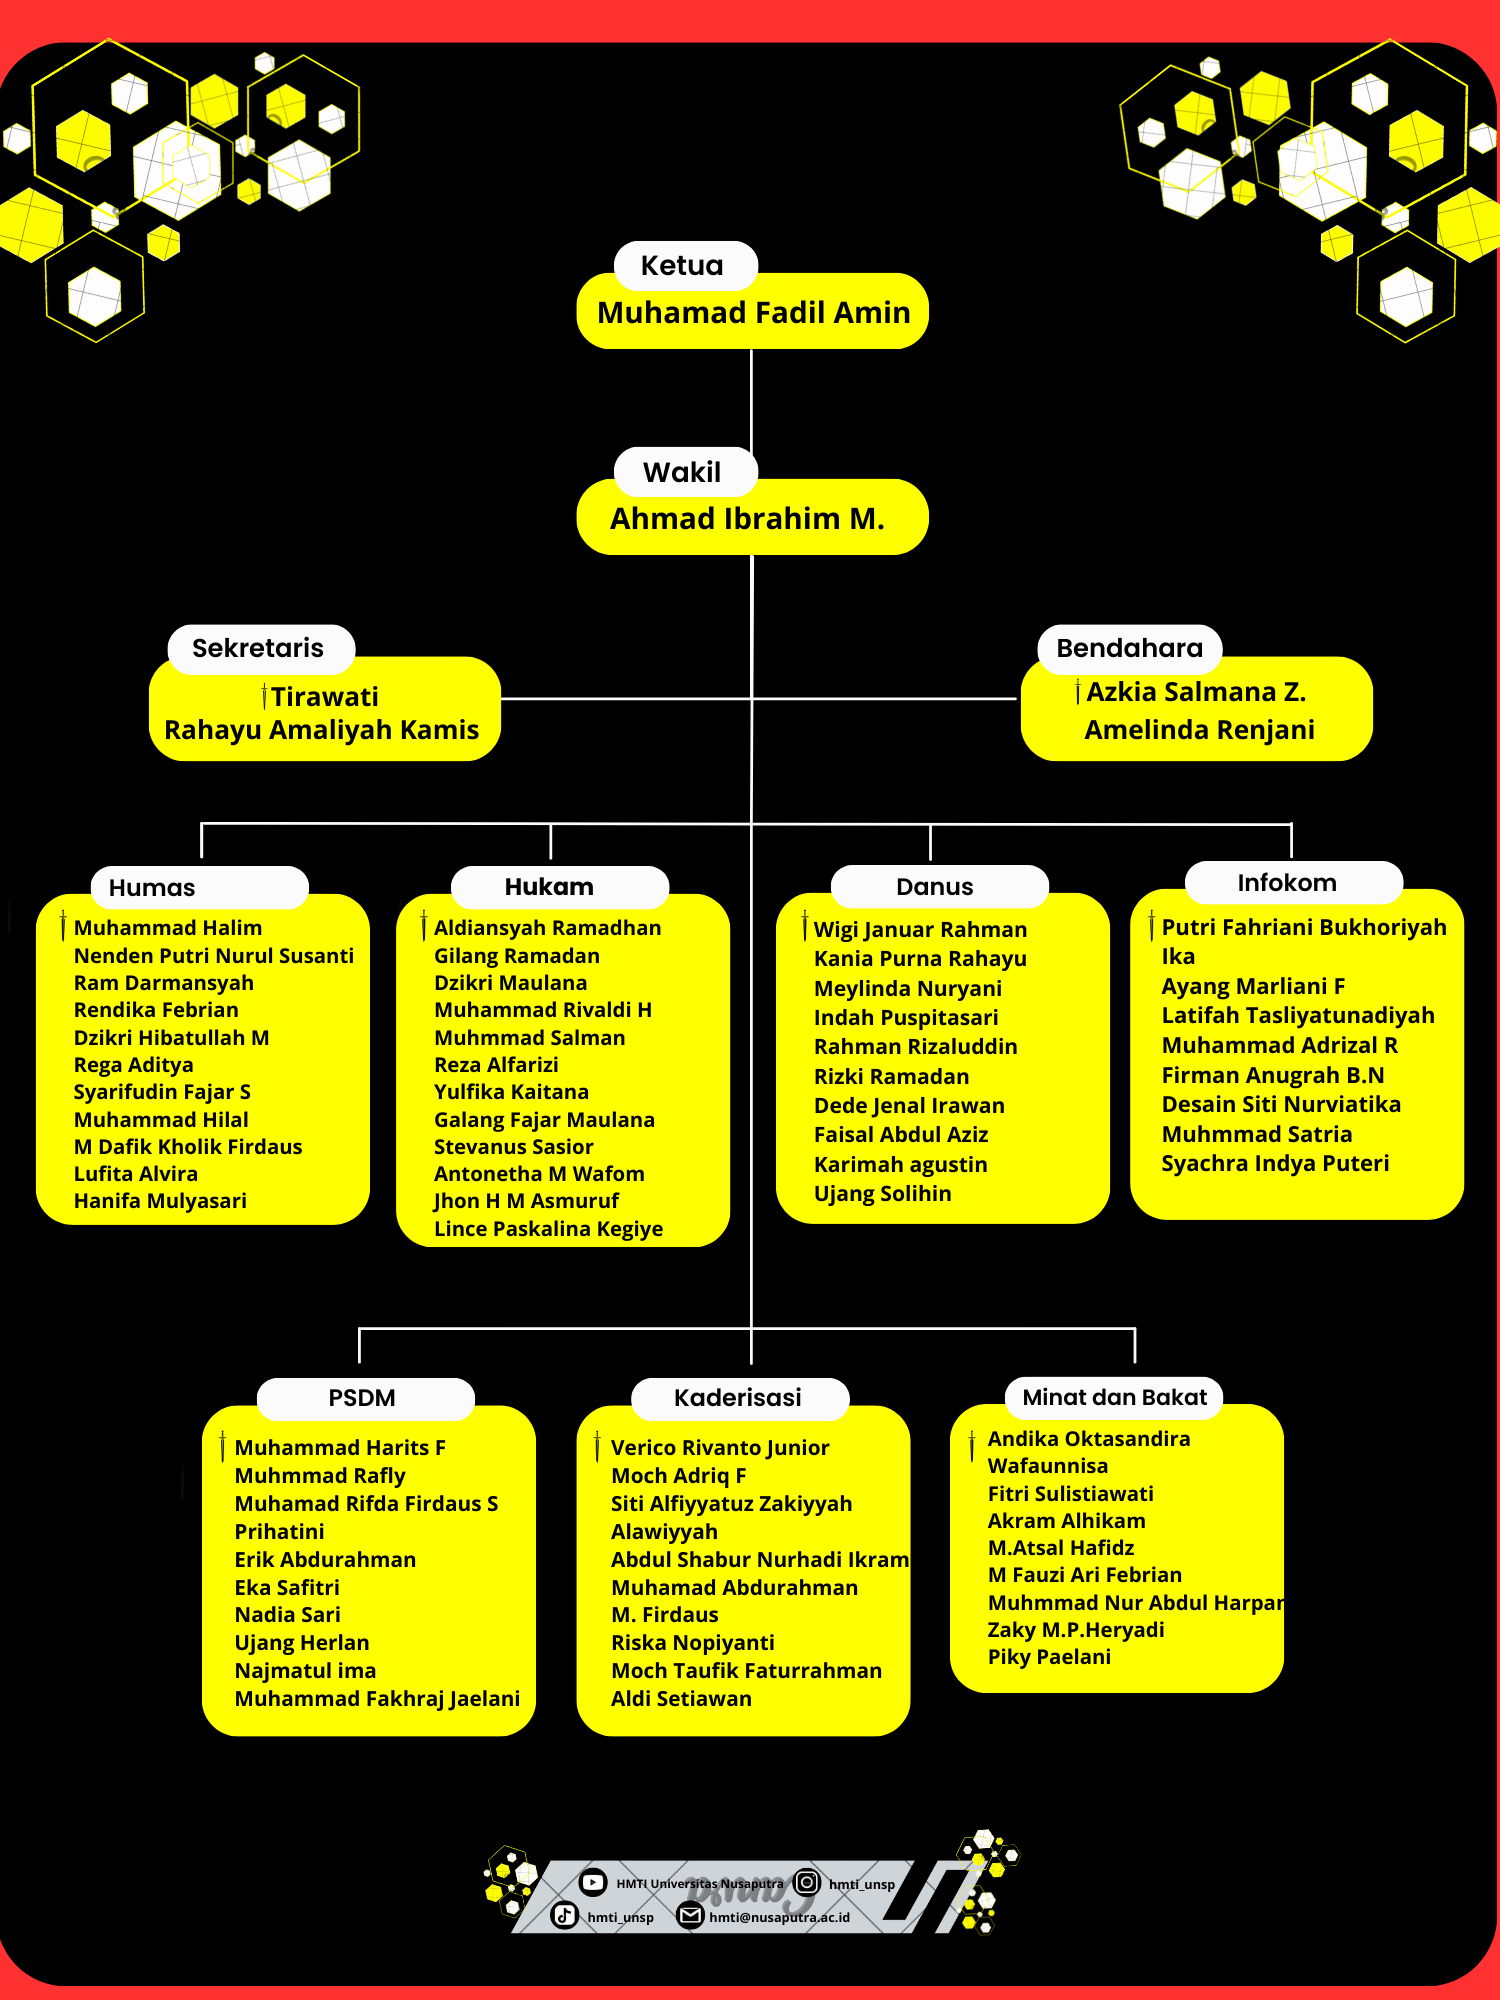 Ketua
Muhamad Fadil Amin
Wakil
Ahmad Ibrahim M.
Sekretaris
Tirawati
Rahayu Amaliyah Kamis
Bendahara
Azkia Salmana Z.
Amelinda Renjani
Humas
Muhammad Halim
Nenden Putri Nurul Susanti
Ram Darmansyah
Rendika Febrian
Dzikri Hibatullah M
Rega Aditya
Syarifudin Fajar S
Muhammad Hilal
M Dafik Kholik Firdaus
Lufita Alvira
Hanifa Mulyasari
Hukam
Aldiansyah Ramadhan
Gilang Ramadan
Dzikri Maulana
Muhammad Rivaldi H
Muhmmad Salman
Reza Alfarizi
Yulfika Kaitana
Galang Fajar Maulana
Stevanus Sasior
Antonetha M Wafom
Jhon H M Asmuruf
Lince Paskalina Kegiye
Danus
Wigi Januar Rahman
Kania Purna Rahayu
Meylinda Nuryani
Indah Puspitasari
Rahman Rizaluddin
Rizki Ramadan
Dede Jenal Irawan
Faisal Abdul Aziz
Karimah agustin
Ujang Solihin
Infokom
Putri Fahriani Bukhoriyah
Ika
Ayang Marliani F
Latifah Tasliyatunadiyah
Muhammad Adrizal R
Firman Anugrah B.N
Desain Siti Nurviatika
Muhmmad Satria
Syachra Indya Puteri
PSDM
Muhammad Harits F
Muhmmad Rafly
Muhamad Rifda Firdaus S
Prihatini
Erik Abdurahman
Eka Safitri
Nadia Sari
Ujang Herlan
Najmatul ima
Muhammad Fakhraj Jaelani
Kaderisasi
Verico Rivanto Junior
Moch Adriq F
Siti Alfiyyatuz Zakiyyah
Alawiyyah
Abdul Shabur Nurhadi Ikram
Muhamad Abdurahman
M. Firdaus
Riska Nopiyanti
Moch Taufik Faturrahman
Aldi Setiawan
Minat dan Bakat
Andika Oktasandira
Wafaunnisa
Fitri Sulistiawati
Akram Alhikam
M.Atsal Hafidz
M Fauzi Ari Febrian
Muhmmad Nur Abdul
Zaky M.P.Heryadi
Piky Paelani
HMTI Universitas Nusaputra
hmti_unsp
hmti_unsp
hmti@nusaputra.ac.id